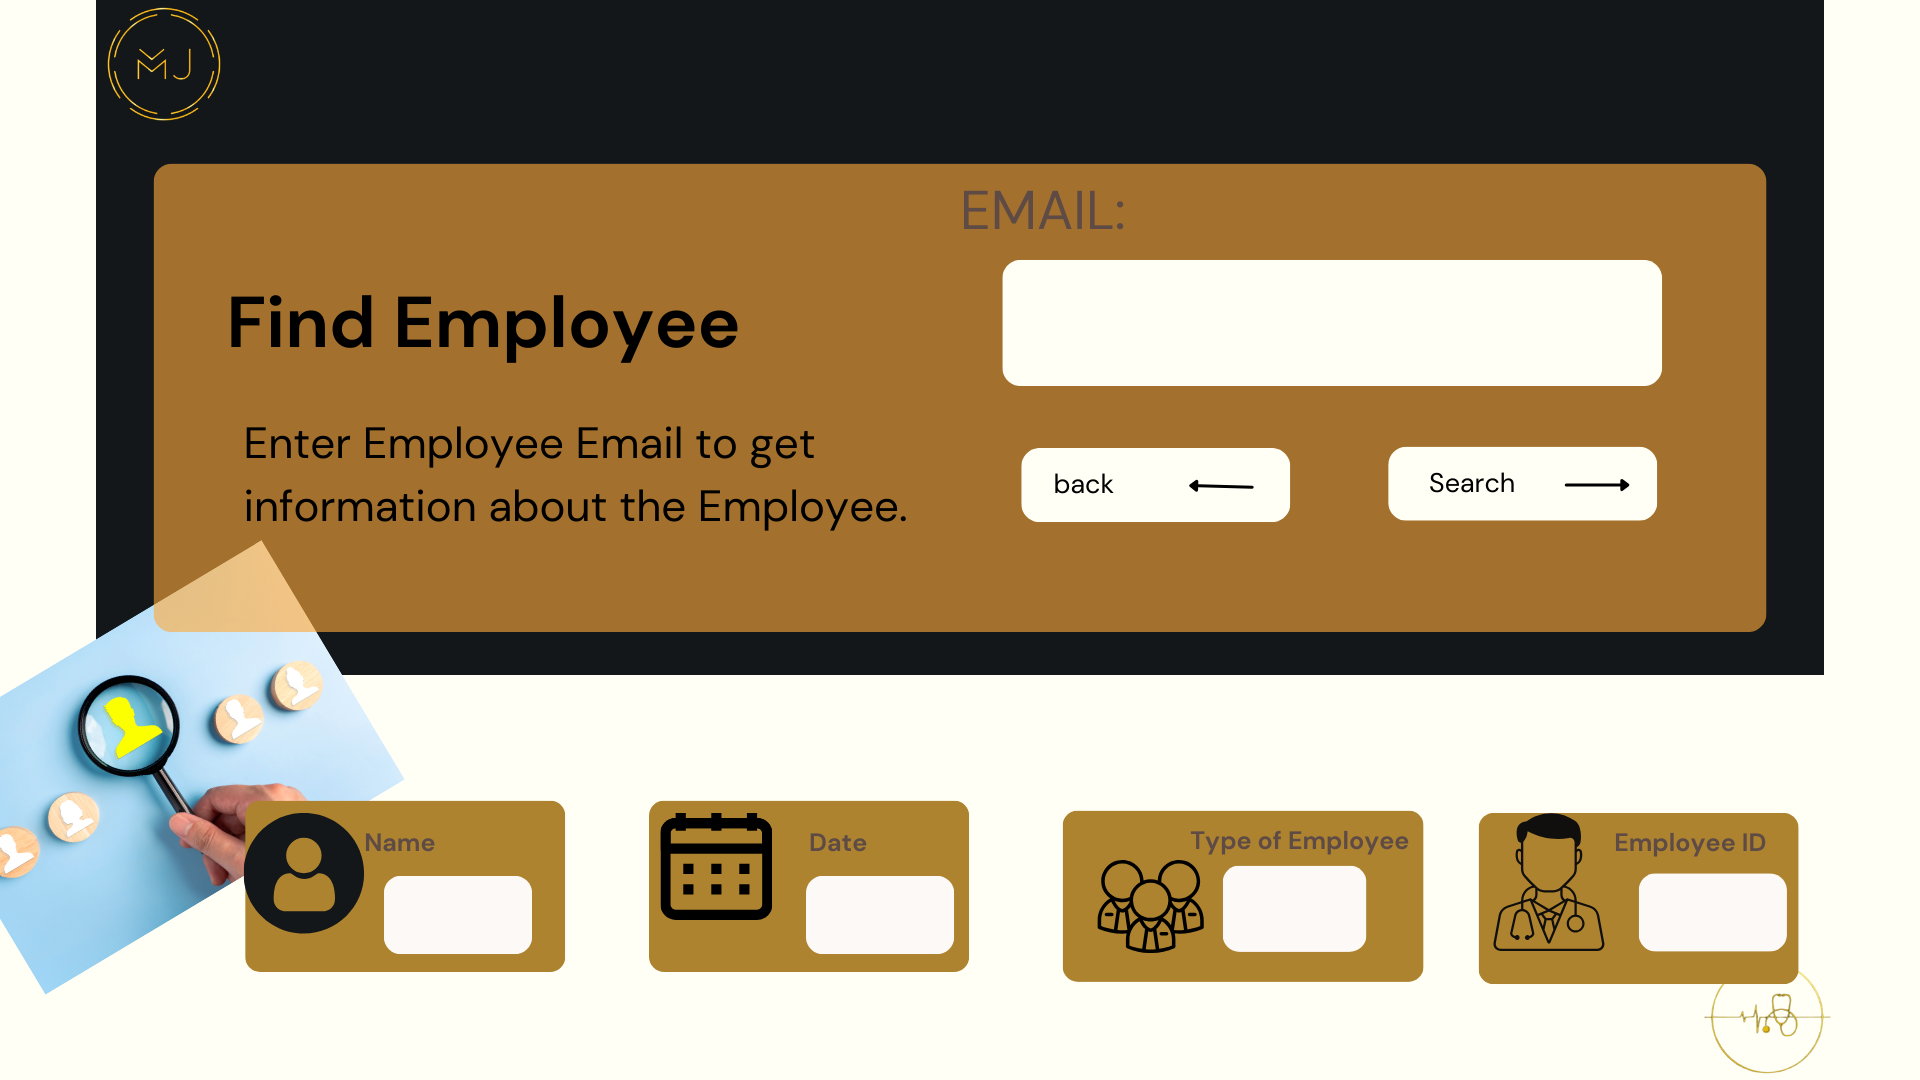 MJ
EMAIL:
Find Employee
Enter Employee Email to get
information about the Employee.
back
Search
Name
Date
Type of Employee
Employee ID